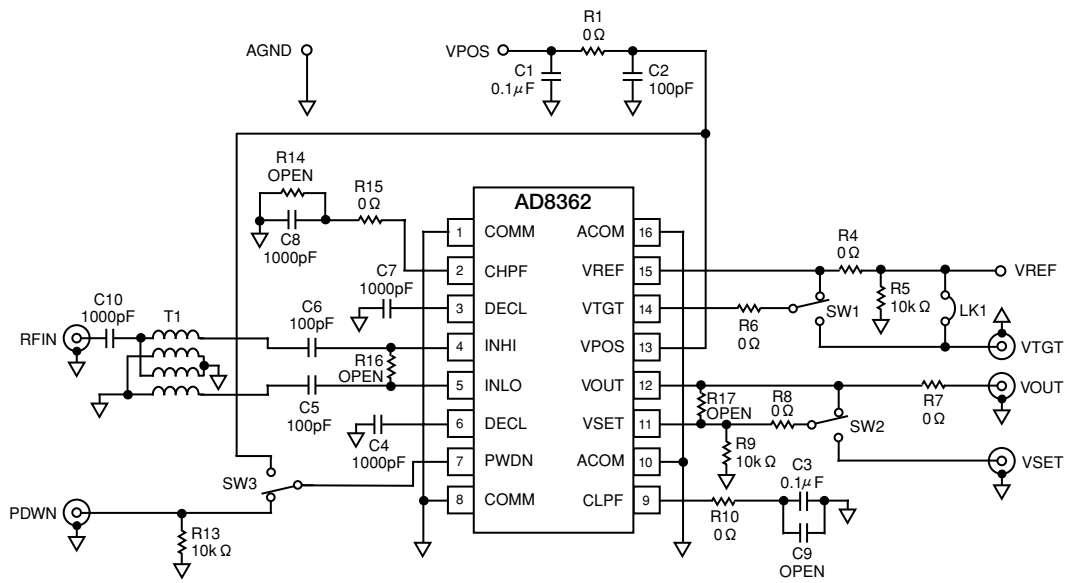 AGND
VPOS
R1
0Ω
C1
0.1μF
C2
100pF
R14
OPEN
R15
0Ω
C8
1000pF
C7
1000pF
AD8362
1 COMM ACOM 16
2 CHPF VREF 15
3 DECL VTGT 14
4 INHI VPOS 13
5 INLO VOUT 12
6 DECL VSET 11
7 PWDN ACOM 10
8 COMM CLPF 9
R4
0Ω
VREF
R5
10kΩ
LK1
SW1
R6
0Ω
VTGT
C10
1000pF
T1
RFIN
C6
100pF
R16
OPEN
C5
100pF
C4
1000pF
VOUT
R7
0Ω
R17
OPEN
R8
0Ω
SW2
R9
10kΩ
VSET
C3
0.1μF
R10
0Ω
C9
OPEN
SW3
PDWN
R13
10kΩ